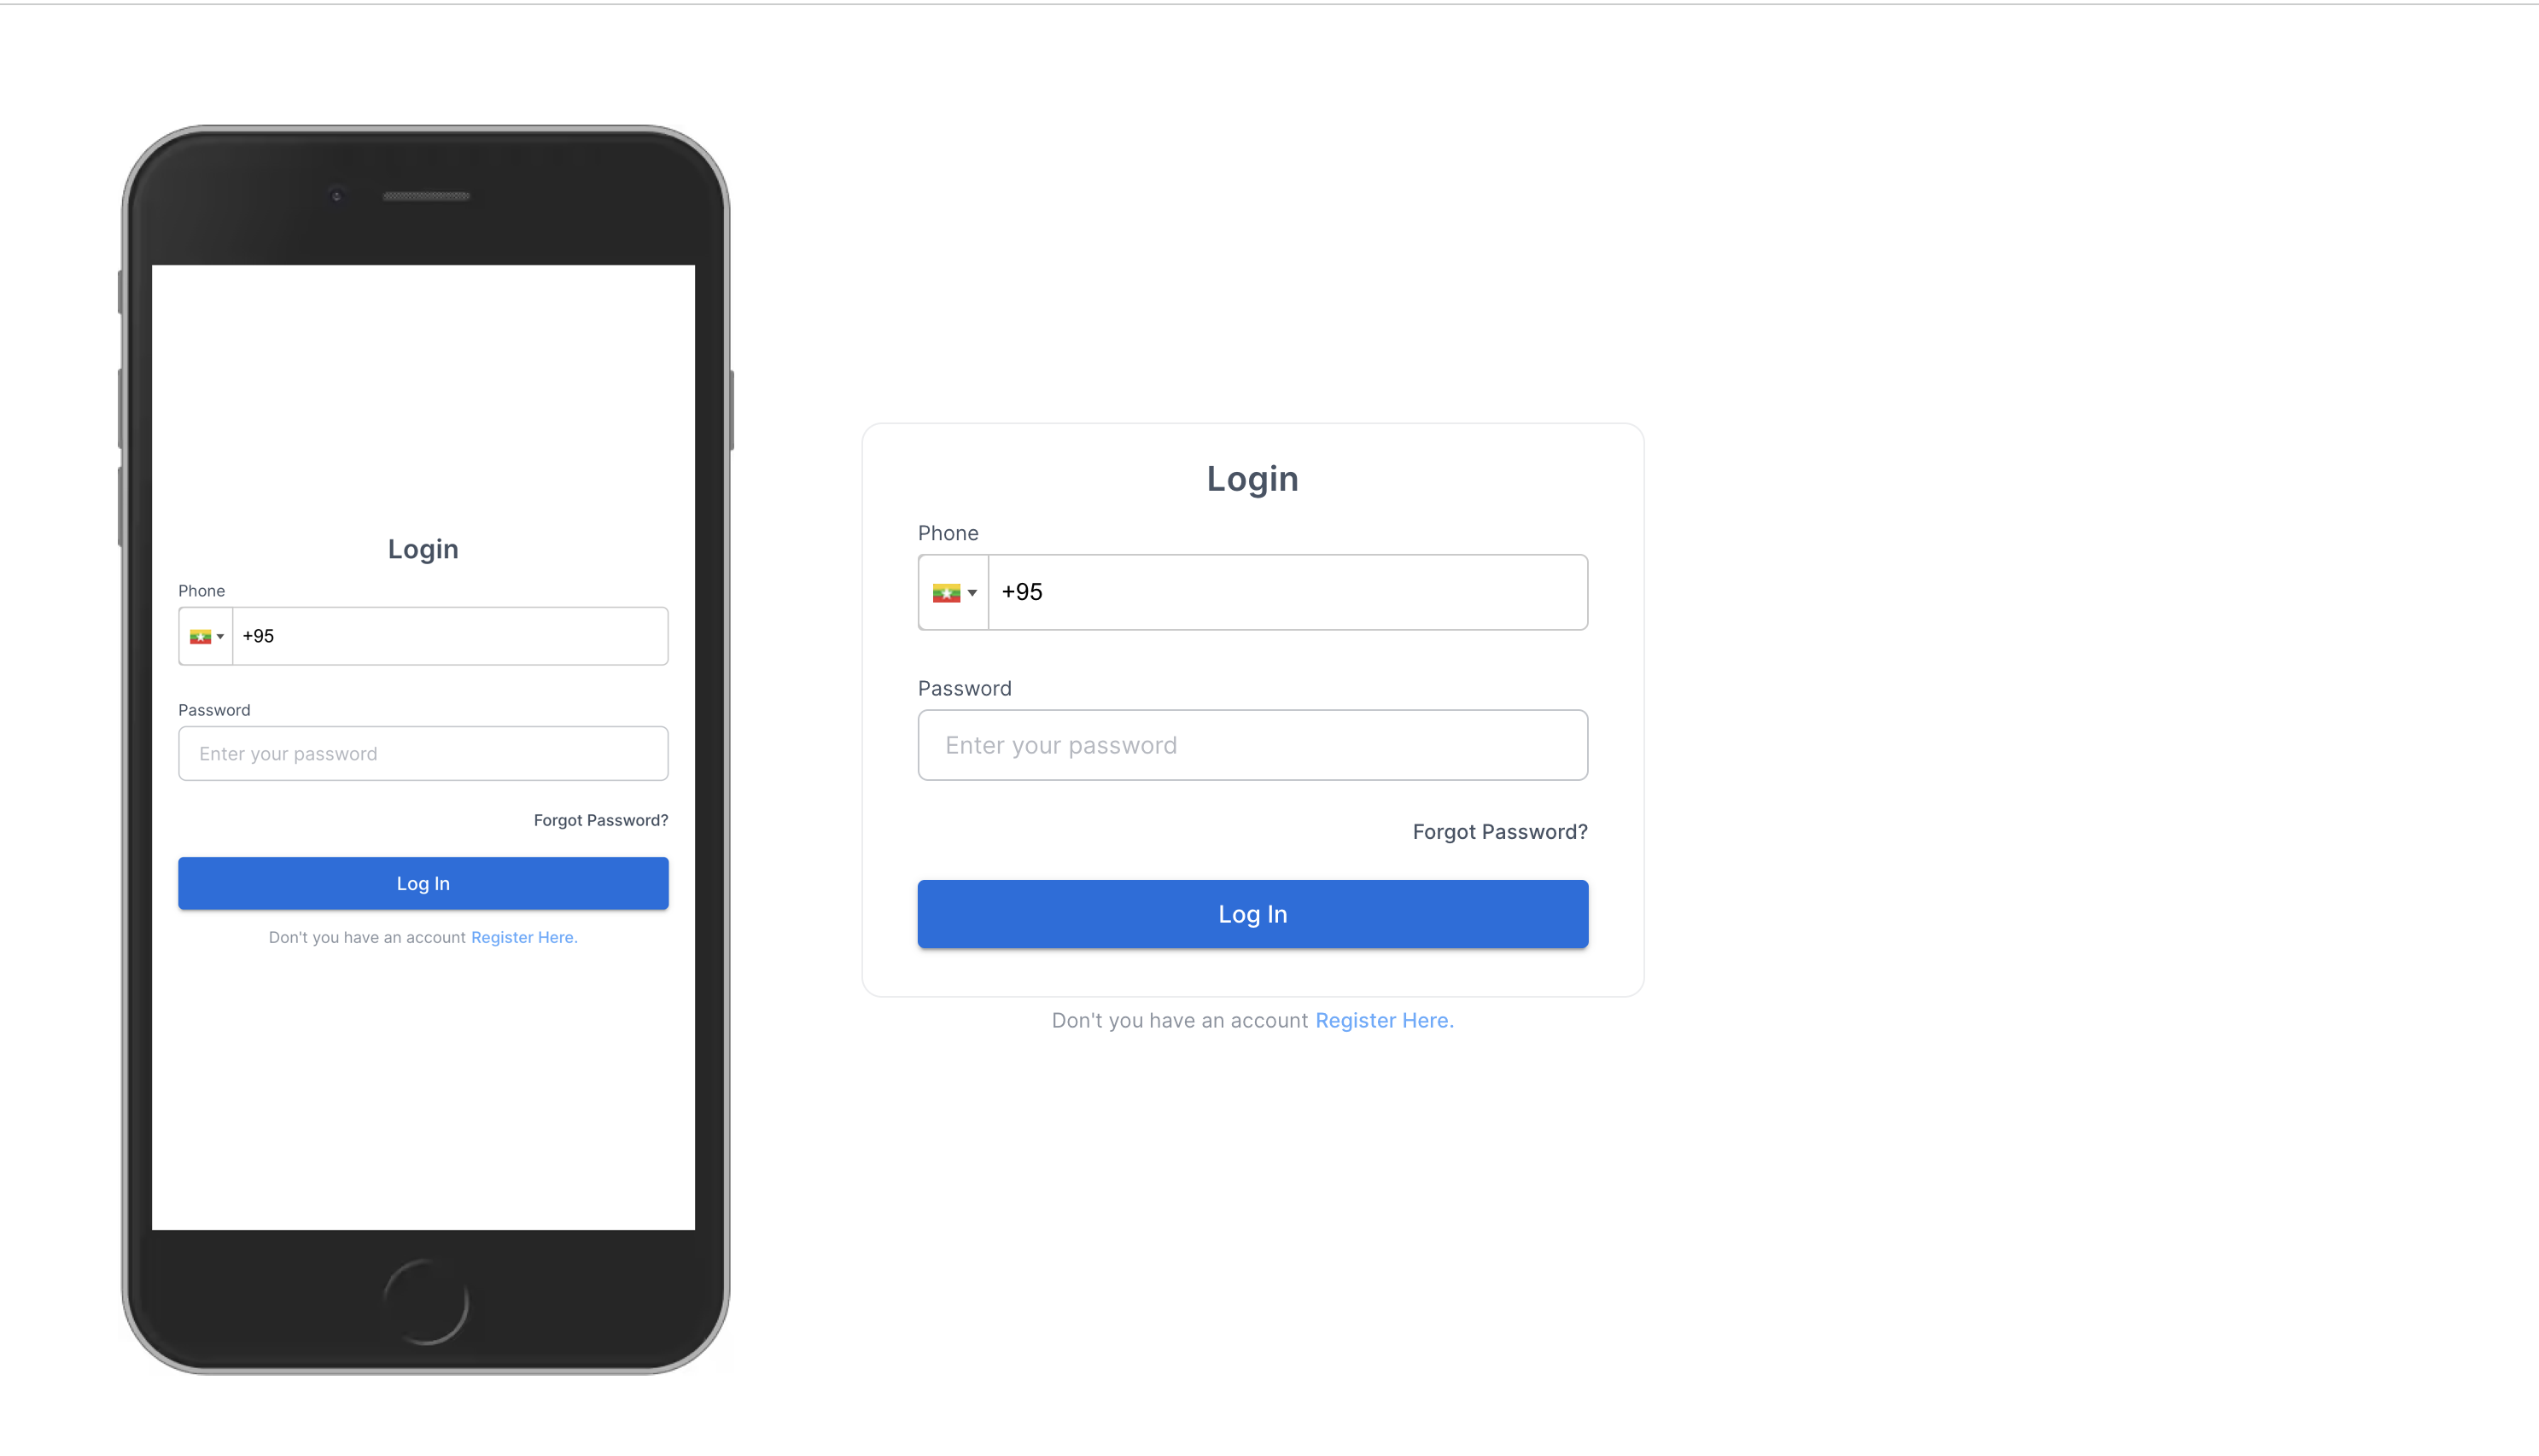 Login
Phone
+95
Password
Enter your password
Forgot Password?
Log In
Don't you have an account Register Here.
Login
Phone
+95
Password
Enter your password
Forgot Password?
Log In
Don't you have an account Register Here.